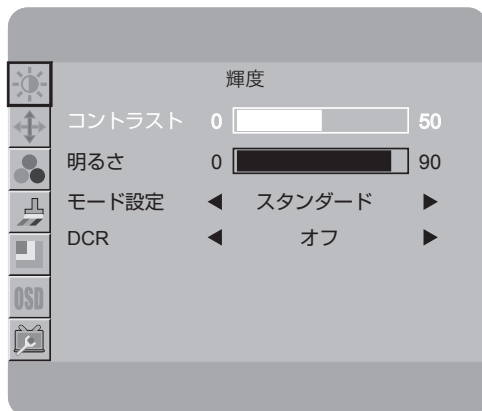 輝度
コントラスト 0 50
明るさ 0 90
モード設定 ◀ スタンダード ▶
DCR ◀ オフ ▶
OSD